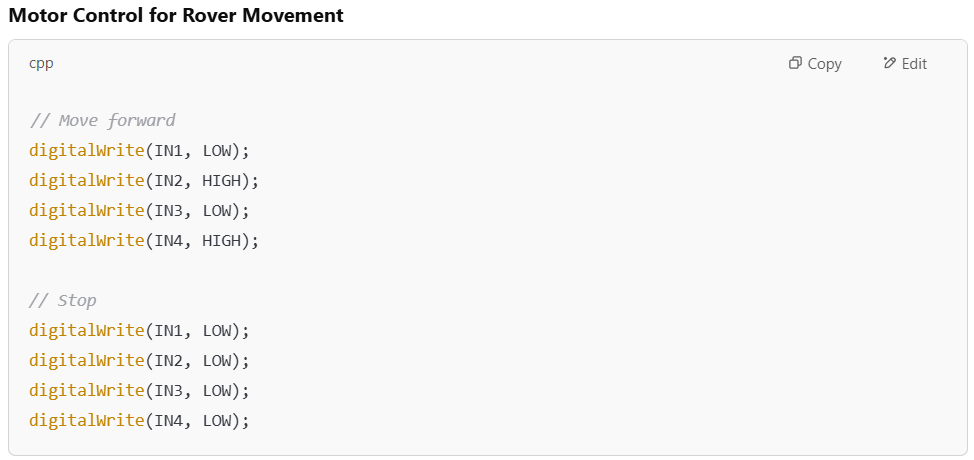 Motor Control for Rover Movement
cpp
Copy
Edit
// Move forward
digitalWrite(IN1, LOW);
digitalWrite(IN2, HIGH);
digitalWrite(IN3, LOW);
digitalWrite(IN4, HIGH);
// Stop
digitalWrite(IN1, LOW);
digitalWrite(IN2, LOW);
digitalWrite(IN3, LOW);
digitalWrite(IN4, LOW);